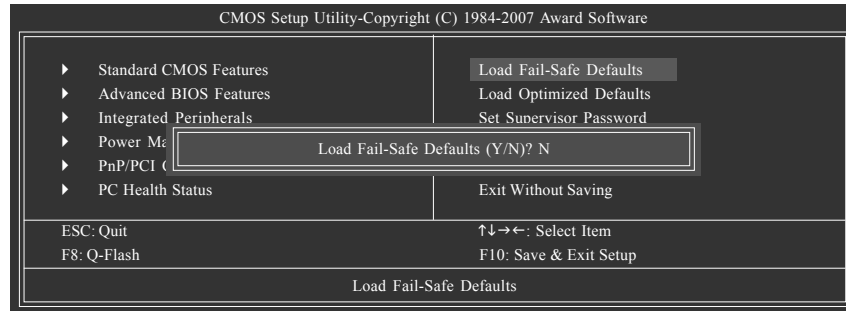 CMOS Setup Utility-Copyright (C) 1984-2007 Award Software
Standard CMOS Features
Advanced BIOS Features
Integrated Peripherals
Power Ma
PnP/PCI
PC Health Status
Load Fail-Safe Defaults
Load Optimized Defaults
Set Supervisor Password
Exit Without Saving
Load Fail-Safe Defaults (Y/N)? N
ESC: Quit
F8: Q-Flash
↑↓→←: Select Item
F10: Save & Exit Setup
Load Fail-Safe Defaults